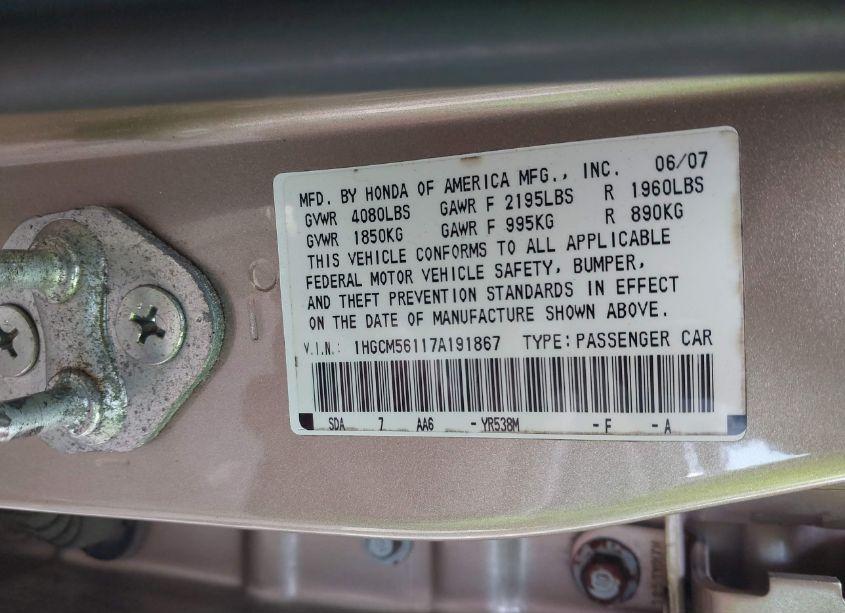 MFD. BY HONDA OF AMERICA MFG., INC. 06/07
GVWR 4080LBS GAWR F 2195LBS R 1960LBS
GVWR 1850KG GAWR F 995KG R 890KG
THIS VEHICLE CONFORMS TO ALL APPLICABLE
FEDERAL MOTOR VEHICLE SAFETY, BUMPER,
AND THEFT PREVENTION STANDARDS IN EFFECT
ON THE DATE OF MANUFACTURE SHOWN ABOVE.
V.I.N.: 1HGCM56117A191867 TYPE: PASSENGER CAR
SDA 7 AA6 -YR538M -F -A